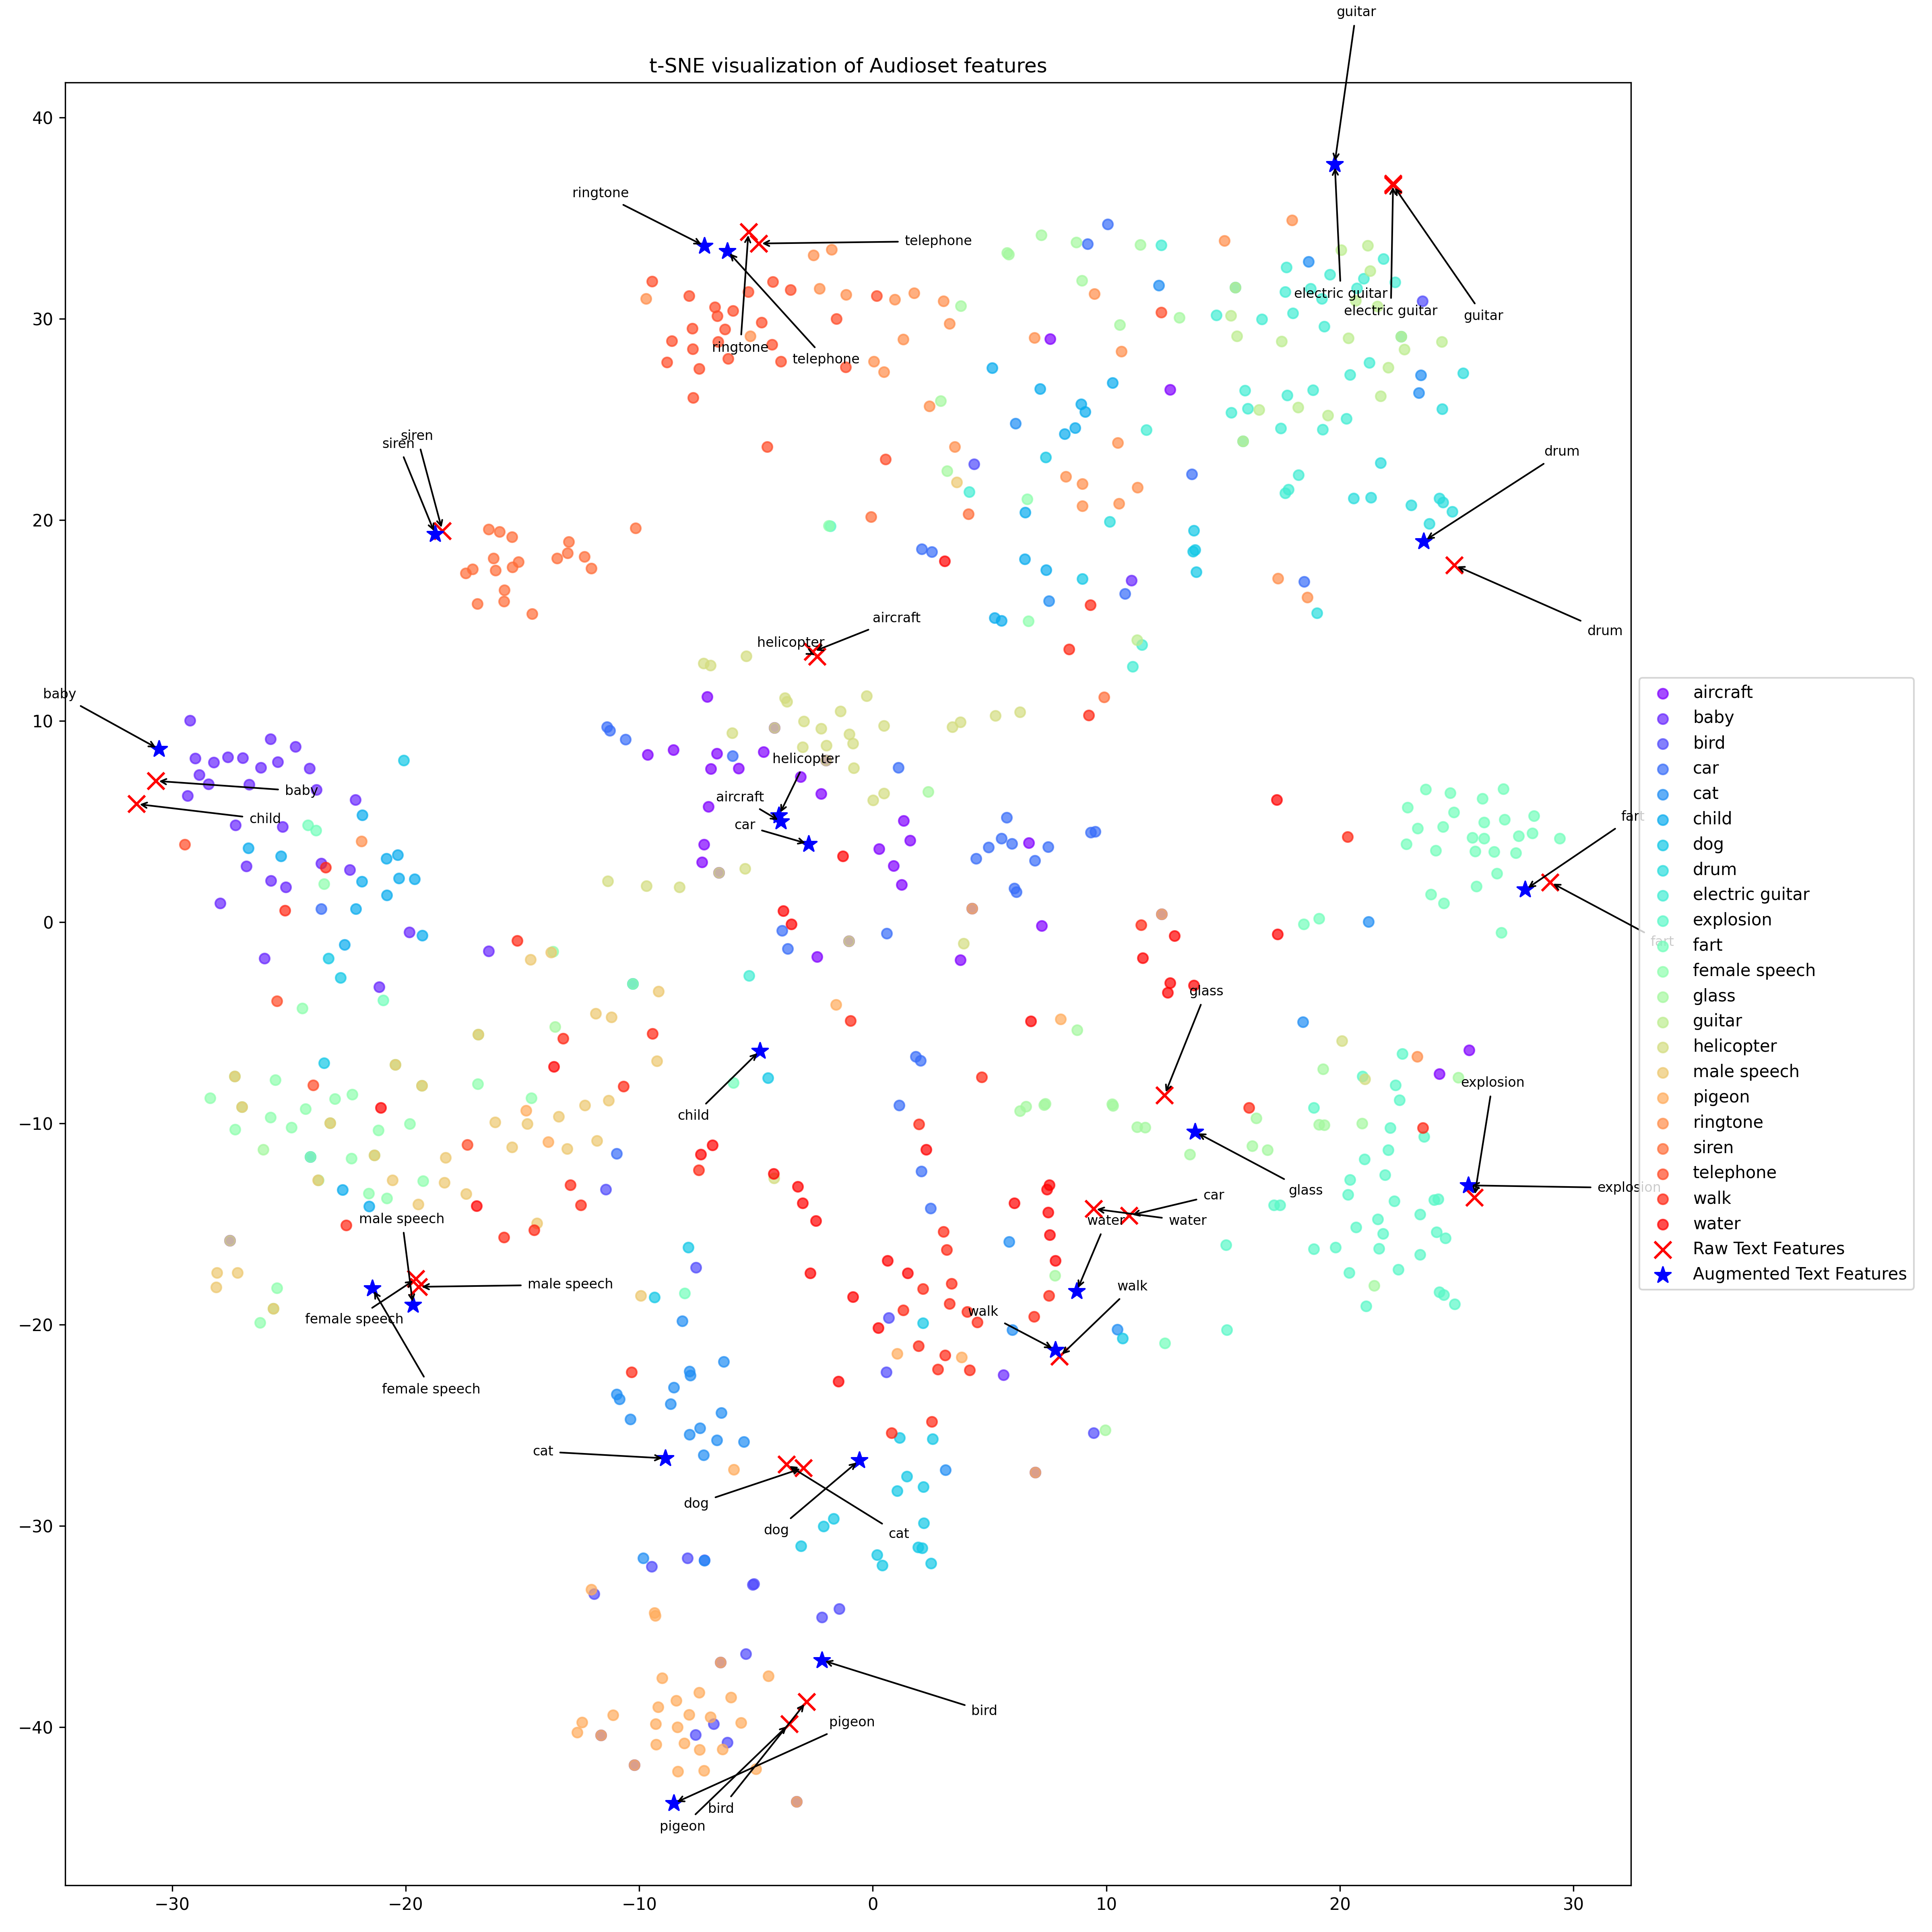 guitar
t-SNE visualization of Audioset features
40
ringtone
telephone
30
electric guitar
electric guitar
guitar
ringtone
telephone
siren
siren
drum
20
aircraft
helicopter
drum
baby
10
helicopter
baby
aircraft
child
car
fart
fart
0
glass
explosion
−10
child
explosion
glass
car
male speech
water
water
male speech
walk
female speech
walk
−20
female speech
cat
dog
dog
cat
−30
bird
pigeon
−40
bird
pigeon
−30
−20
−10
0
10
20
30
aircraft
baby
bird
car
cat
child
dog
drum
electric guitar
explosion
fart
female speech
glass
guitar
helicopter
male speech
pigeon
ringtone
siren
telephone
walk
water
Raw Text Features
Augmented Text Features